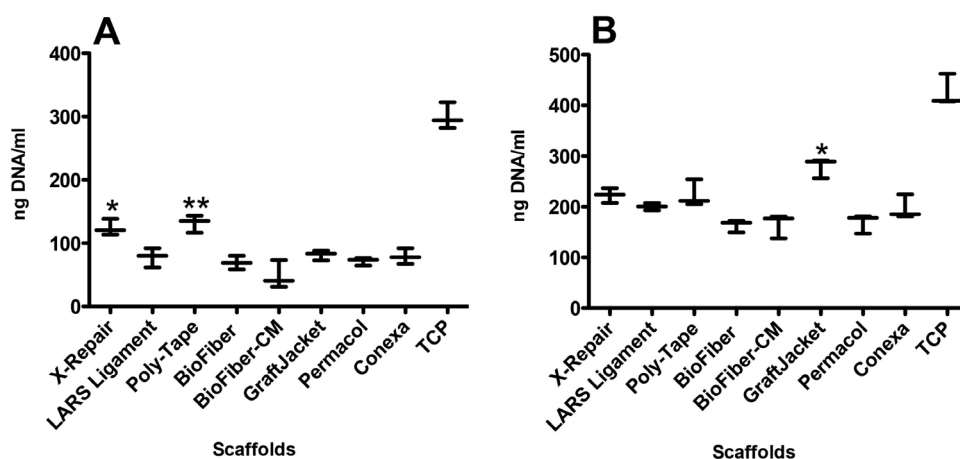 A
ng DNA/ml
400
300
200
100
0
*
**
X-Repair
LARS Ligament
Poly-Tape
BioFiber
BioFiber-CM
GraftJacket
Permacol
Conexa
TCP
Scaffolds
B
ng DNA/ml
500
400
300
200
100
0
*
X-Repair
LARS Ligament
Poly-Tape
BioFiber
BioFiber-CM
GraftJacket
Permacol
Conexa
TCP
Scaffolds